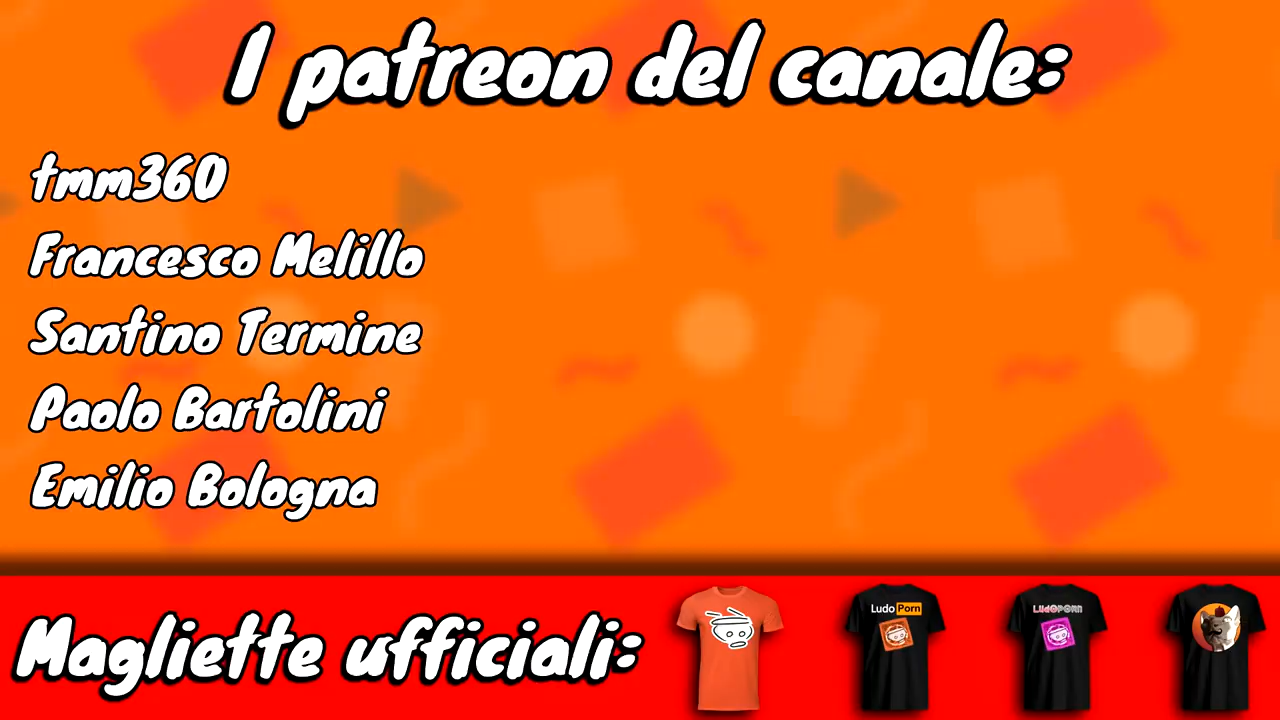 I patreon del canale:
tmm360
Francesco Melillo
Santino Termine
Paolo Bartolini
Emilio Bologna
Magliette ufficiali:
Ludo Porn
LUDOPORN